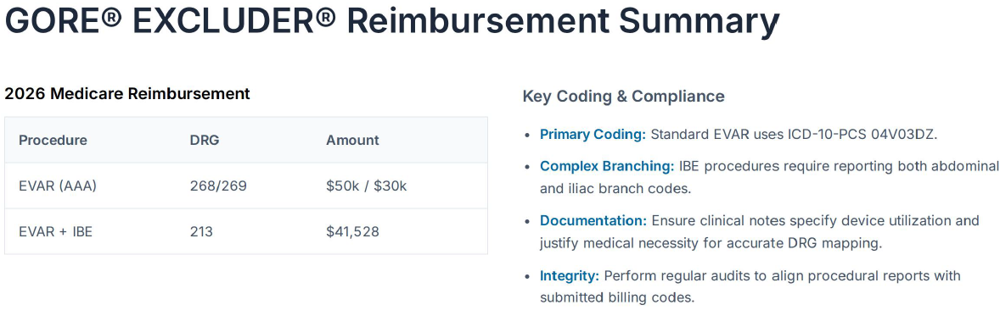 GORE® EXCLUDER® Reimbursement Summary
2026 Medicare Reimbursement
Procedure DRG Amount
EVAR (AAA) 268/269 $50k / $30k
EVAR + IBE 213 $41,528
Key Coding & Compliance
• Primary Coding: Standard EVAR uses ICD-10-PCS 04V03DZ.
• Complex Branching: IBE procedures require reporting both abdominal
and iliac branch codes.
• Documentation: Ensure clinical notes specify device utilization and
justify medical necessity for accurate DRG mapping.
• Integrity: Perform regular audits to align procedural reports with
submitted billing codes.